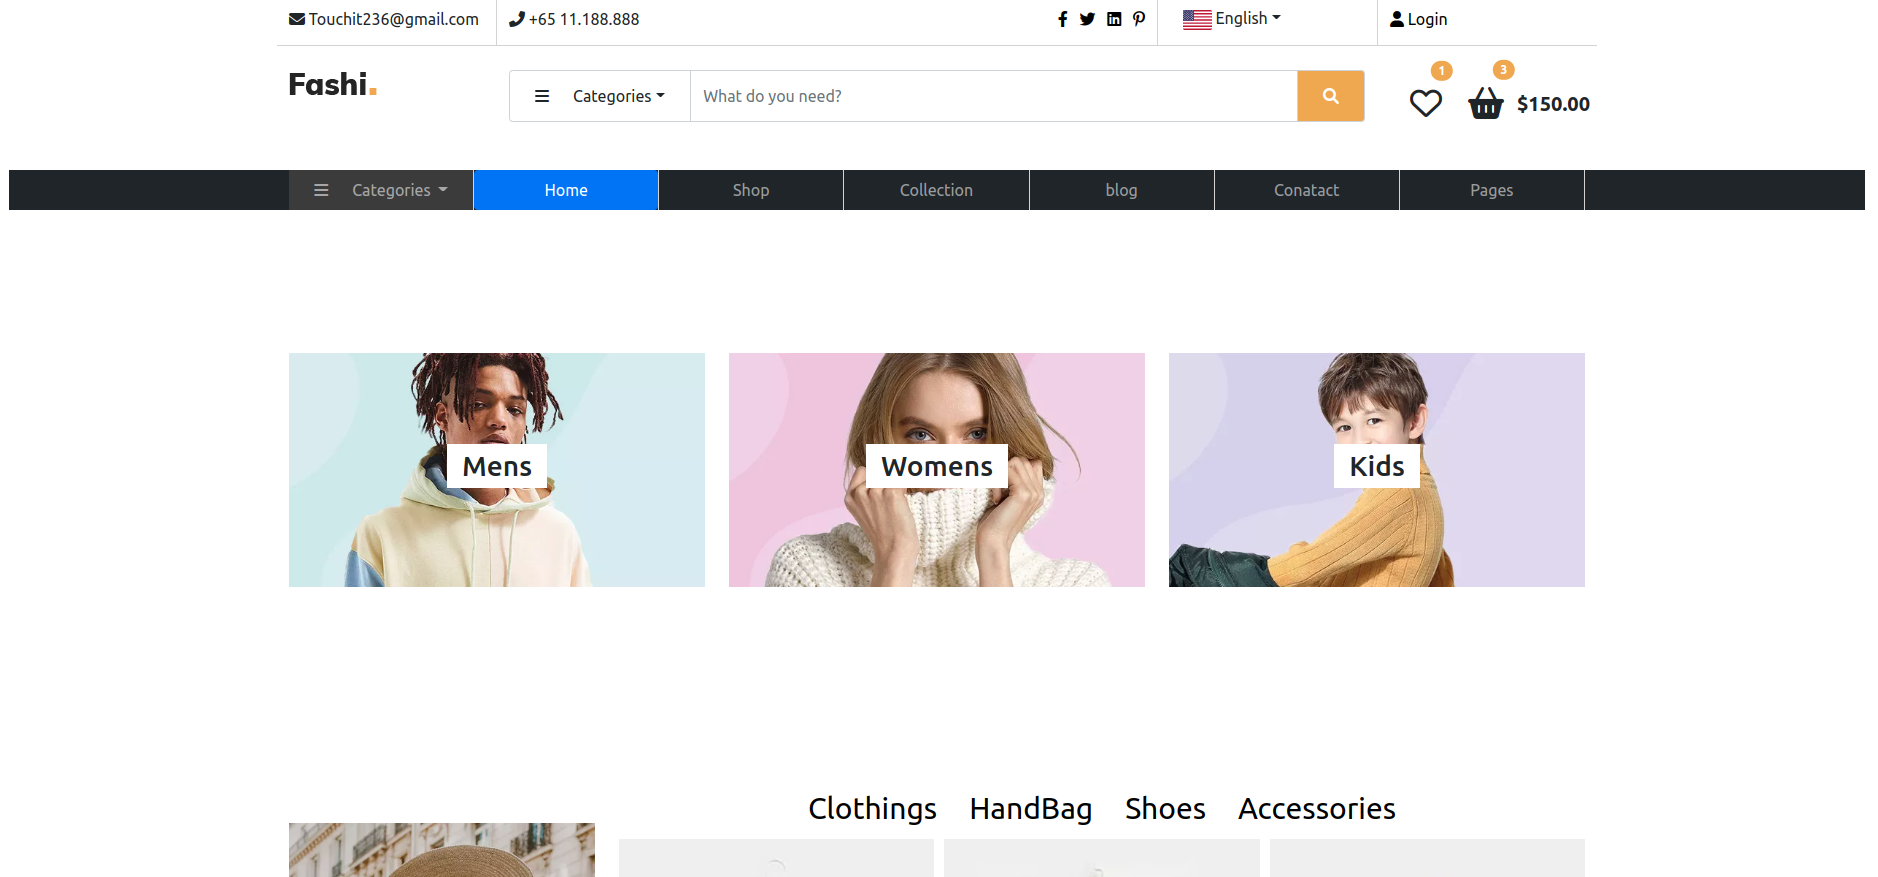 Touchit236@gmail.com
+65 11.188.888
English
Login
Fashi.
Categories
What do you need?
1
3
$150.00
Categories
Home
Shop
Collection
blog
Conatact
Pages
Mens
Womens
Kids
Clothings
HandBag
Shoes
Accessories